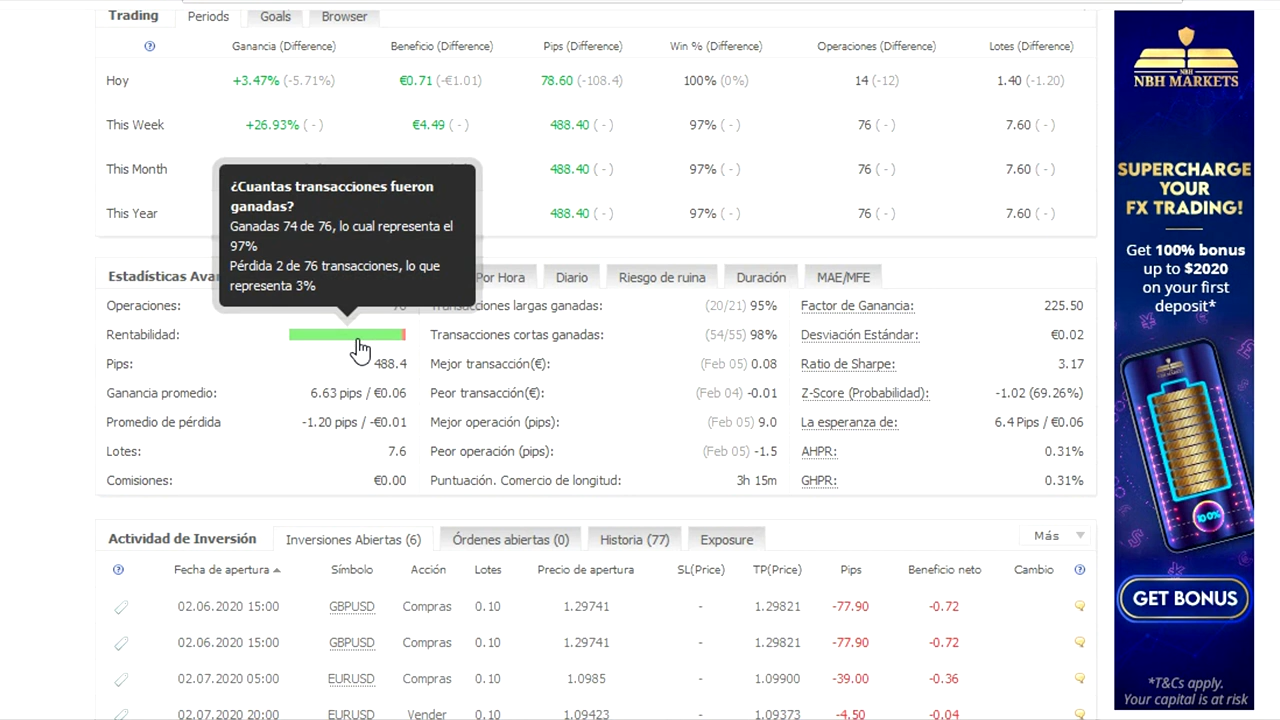 Trading Periods Goals Browser
Ganancia (Difference) Beneficio (Difference) Pips (Difference) Win % (Difference) Operaciones (Difference) Lotes (Difference)
Hoy +3.47% (-5.71%) €0.71 (-€1.01) 78.60 (-108.4) 100% (0%) 14 (-12) 1.40 (-1.20)
This Week +26.93% ( - ) €4.49 ( - ) 488.40 ( - ) 97% ( - ) 76 ( - ) 7.60 ( - )
This Month 488.40 ( - ) 97% ( - ) 76 ( - ) 7.60 ( - )
This Year 488.40 ( - ) 97% ( - ) 76 ( - ) 7.60 ( - )
¿Cuantas transacciones fueron
ganadas?
Ganadas 74 de 76, lo cual representa el
97%
Pérdida 2 de 76 transacciones, lo que
representa 3%
Estadísticas Por Hora Diario Riesgo de ruina Duración MAE/MFE
Operaciones: 76 Transacciones largas ganadas: (20/21) 95% Factor de Ganancia: 225.50
Rentabilidad: Transacciones cortas ganadas: (54/55) 98% Desviación Estándar: €0.02
Pips: 488.4 Mejor transacción(€): (Feb 05) 0.08 Ratio de Sharpe: 3.17
Ganancia promedio: 6.63 pips / €0.06 Peor transacción(€): (Feb 04) -0.01 Z-Score (Probabilidad): -1.02 (69.26%)
Promedio de pérdida -1.20 pips / -€0.01 Mejor operación (pips): (Feb 05) 9.0 La esperanza de: 6.4 Pips / €0.06
Lotes: 7.6 Peor operación (pips): (Feb 05) -1.5 AHPR: 0.31%
Comisiones: €0.00 Puntuación. Comercio de longitud: 3h 15m GHPR: 0.31%
Actividad de Inversión Inversiones Abiertas (6) Órdenes abiertas (0) Historia (77) Exposure Más
Fecha de apertura Símbolo Acción Lotes Precio de apertura SL(Price) TP(Price) Pips Beneficio neto Cambio
02.06.2020 15:00 GBPUSD Compras 0.10 1.29741 - 1.29821 -77.90 -0.72
02.06.2020 15:00 GBPUSD Compras 0.10 1.29741 - 1.29821 -77.90 -0.72
02.07.2020 05:00 EURUSD Compras 0.10 1.0985 - 1.09900 -39.00 -0.36
02.07.2020 20:00 EURUSD Vender 0.10 1.09423 - 1.09373 -4.50 -0.04
NBH
NBH MARKETS
SUPERCHARGE
YOUR
FX TRADING!
Get 100% bonus
up to $2020
on your first
deposit*
100%
GET BONUS
*T&Cs apply.
Your capital is at risk